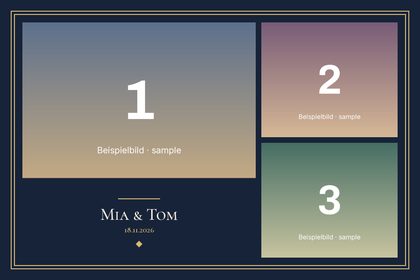 1
Beispielbild · sample
2
Beispielbild · sample
3
Beispielbild · sample
Mia & Tom
18.11.2026